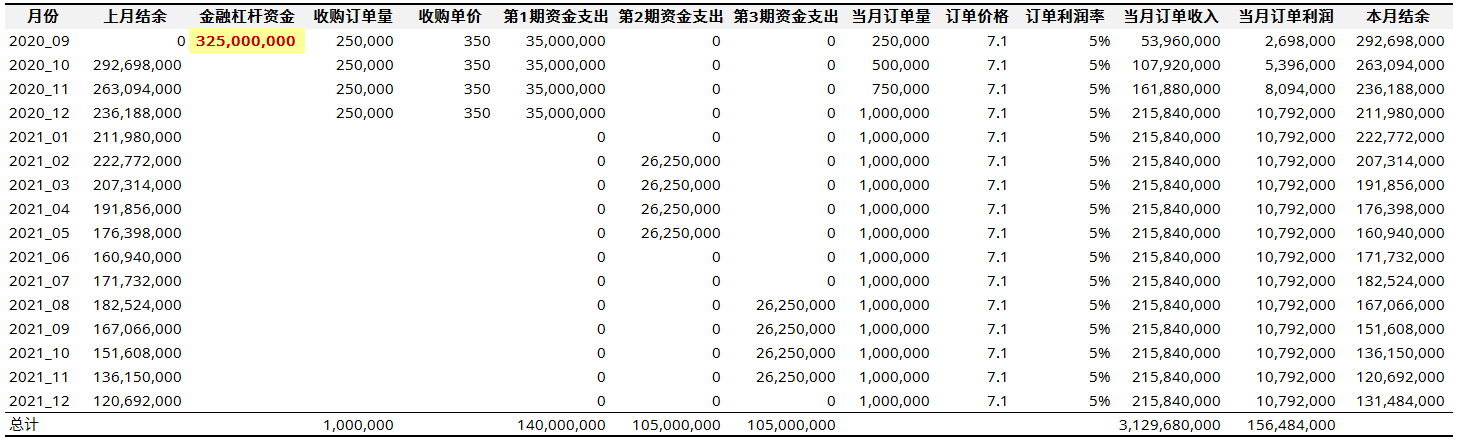 月份 上月结余 金融杠杆资金 收购订单量 收购单价 第1期资金支出 第2期资金支出 第3期资金支出 当月订单量 订单价格 订单利润率 当月订单收入 当月订单利润 本月结余
2020_09 0 325,000,000 250,000 350 35,000,000 0 0 250,000 7.1 5% 53,960,000 2,698,000 292,698,000
2020_10 292,698,000 250,000 350 35,000,000 0 0 500,000 7.1 5% 107,920,000 5,396,000 263,094,000
2020_11 263,094,000 250,000 350 35,000,000 0 0 750,000 7.1 5% 161,880,000 8,094,000 236,188,000
2020_12 236,188,000 250,000 350 35,000,000 0 0 1,000,000 7.1 5% 215,840,000 10,792,000 211,980,000
2021_01 211,980,000 0 0 0 1,000,000 7.1 5% 215,840,000 10,792,000 222,772,000
2021_02 222,772,000 0 26,250,000 0 1,000,000 7.1 5% 215,840,000 10,792,000 207,314,000
2021_03 207,314,000 0 26,250,000 0 1,000,000 7.1 5% 215,840,000 10,792,000 191,856,000
2021_04 191,856,000 0 26,250,000 0 1,000,000 7.1 5% 215,840,000 10,792,000 176,398,000
2021_05 176,398,000 0 26,250,000 0 1,000,000 7.1 5% 215,840,000 10,792,000 160,940,000
2021_06 160,940,000 0 0 0 1,000,000 7.1 5% 215,840,000 10,792,000 171,732,000
2021_07 171,732,000 0 0 0 1,000,000 7.1 5% 215,840,000 10,792,000 182,524,000
2021_08 182,524,000 0 0 26,250,000 1,000,000 7.1 5% 215,840,000 10,792,000 167,066,000
2021_09 167,066,000 0 0 26,250,000 1,000,000 7.1 5% 215,840,000 10,792,000 151,608,000
2021_10 151,608,000 0 0 26,250,000 1,000,000 7.1 5% 215,840,000 10,792,000 136,150,000
2021_11 136,150,000 0 0 26,250,000 1,000,000 7.1 5% 215,840,000 10,792,000 120,692,000
2021_12 120,692,000 0 0 0 1,000,000 7.1 5% 215,840,000 10,792,000 131,484,000
总计 1,000,000 140,000,000 105,000,000 105,000,000 3,129,680,000 156,484,000